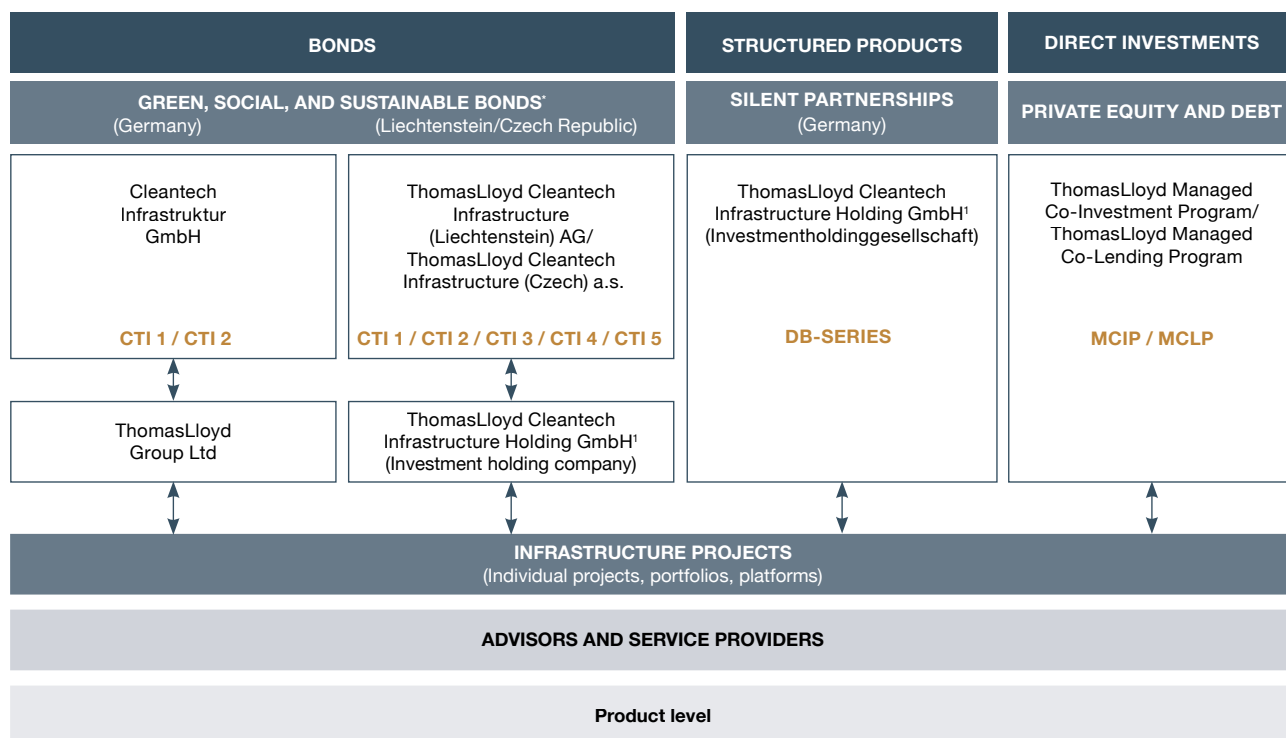 BONDS
STRUCTURED PRODUCTS
DIRECT INVESTMENTS
GREEN, SOCIAL, AND SUSTAINABLE BONDS*
(Germany)
(Liechtenstein/Czech Republic)
SILENT PARTNERSHIPS
(Germany)
PRIVATE EQUITY AND DEBT
Cleantech
Infrastruktur
GmbH
CTI 1 / CTI 2
ThomasLloyd Cleantech
Infrastructure
(Liechtenstein) AG/
ThomasLloyd Cleantech
Infrastructure (Czech) a.s.
CTI 1 / CTI 2 / CTI 3 / CTI 4 / CTI 5
ThomasLloyd Cleantech
Infrastructure Holding GmbH¹
(Investmentholdinggesellschaft)
DB-SERIES
ThomasLloyd Managed
Co-Investment Program/
ThomasLloyd Managed
Co-Lending Program
MCIP / MCLP
ThomasLloyd
Group Ltd
ThomasLloyd Cleantech
Infrastructure Holding GmbH¹
(Investment holding company)
INFRASTRUCTURE PROJECTS
(Individual projects, portfolios, platforms)
ADVISORS AND SERVICE PROVIDERS
Product level